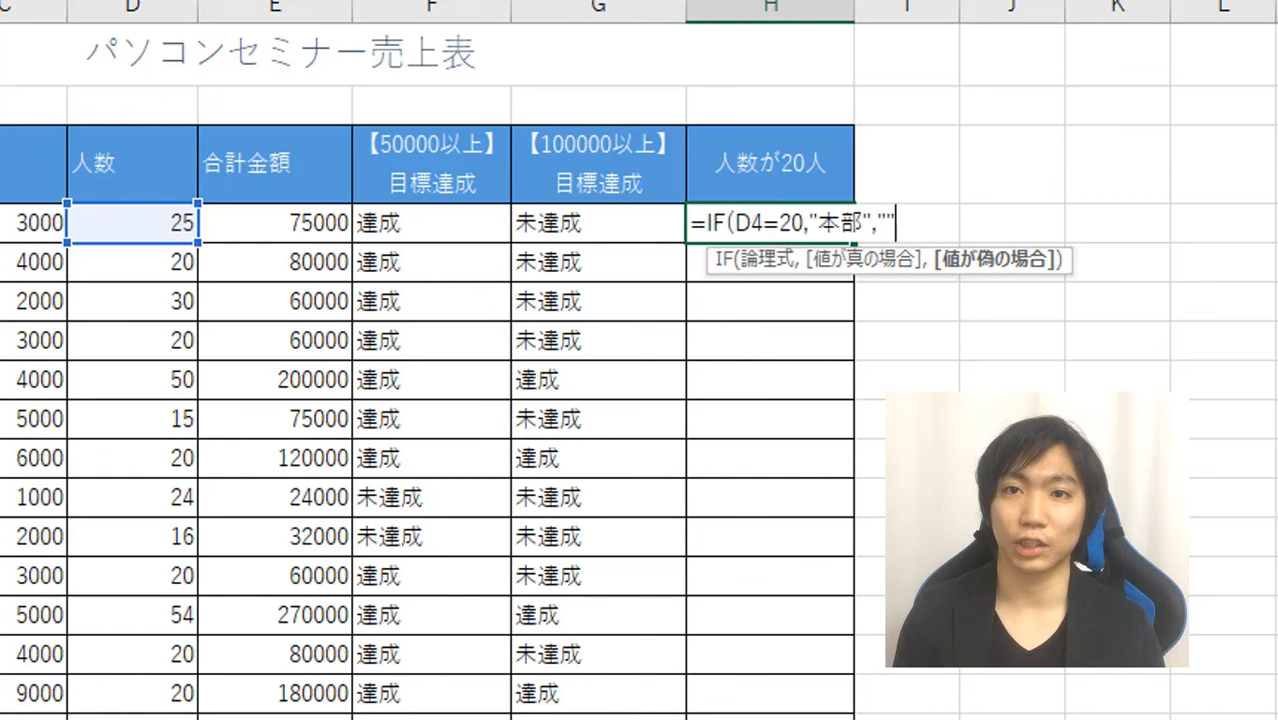 C D E F G H I J K L
パソコンセミナー売上表
人数 合計金額 【50000以上】目標達成 【100000以上】目標達成 人数が20人
3000 25 75000 達成 未達成 =IF(D4=20,"本部",""
IF(論理式, [値が真の場合], [値が偽の場合])
4000 20 80000 達成 未達成
2000 30 60000 達成 未達成
3000 20 60000 達成 未達成
4000 50 200000 達成 達成
5000 15 75000 達成 未達成
6000 20 120000 達成 達成
1000 24 24000 未達成 未達成
2000 16 32000 未達成 未達成
3000 20 60000 達成 未達成
5000 54 270000 達成 達成
4000 20 80000 達成 未達成
9000 20 180000 達成 達成